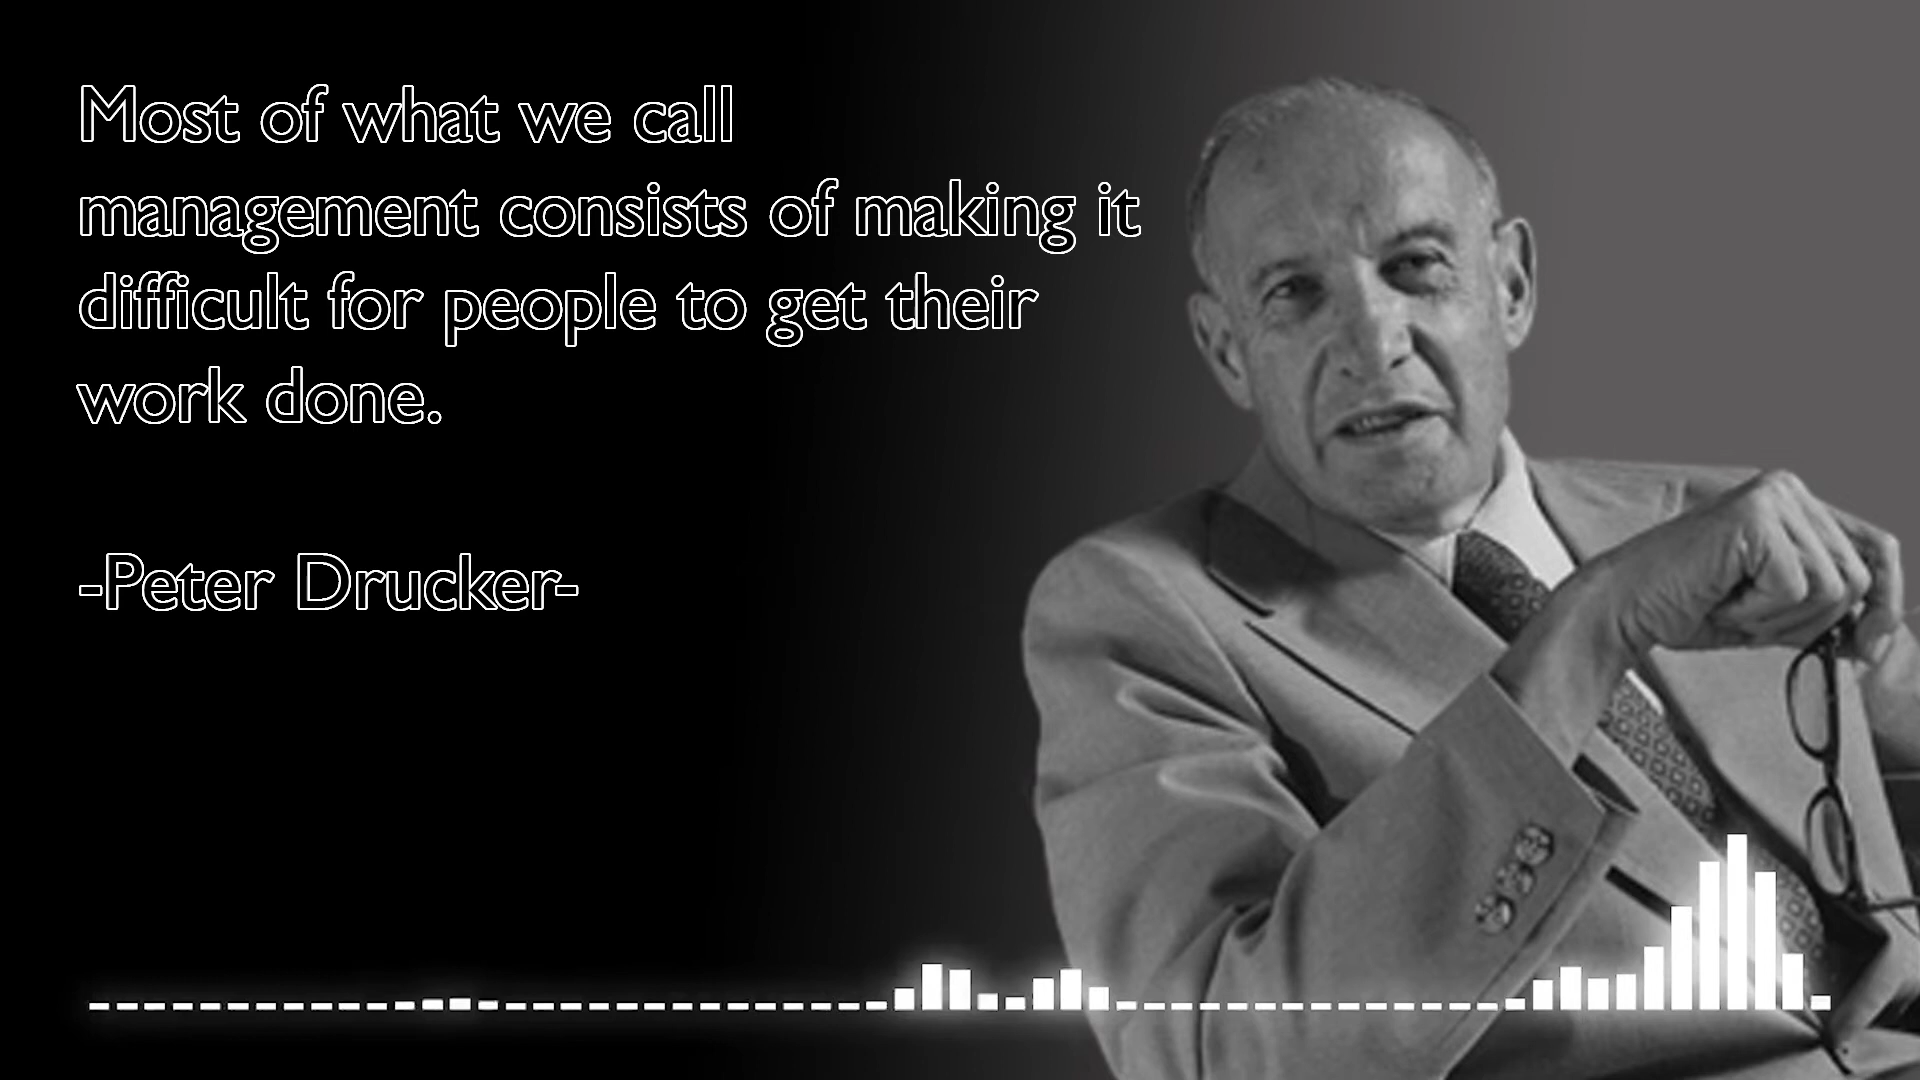 Most of what we call
management consists of making it
difficult for people to get their
work done.
-Peter Drucker-